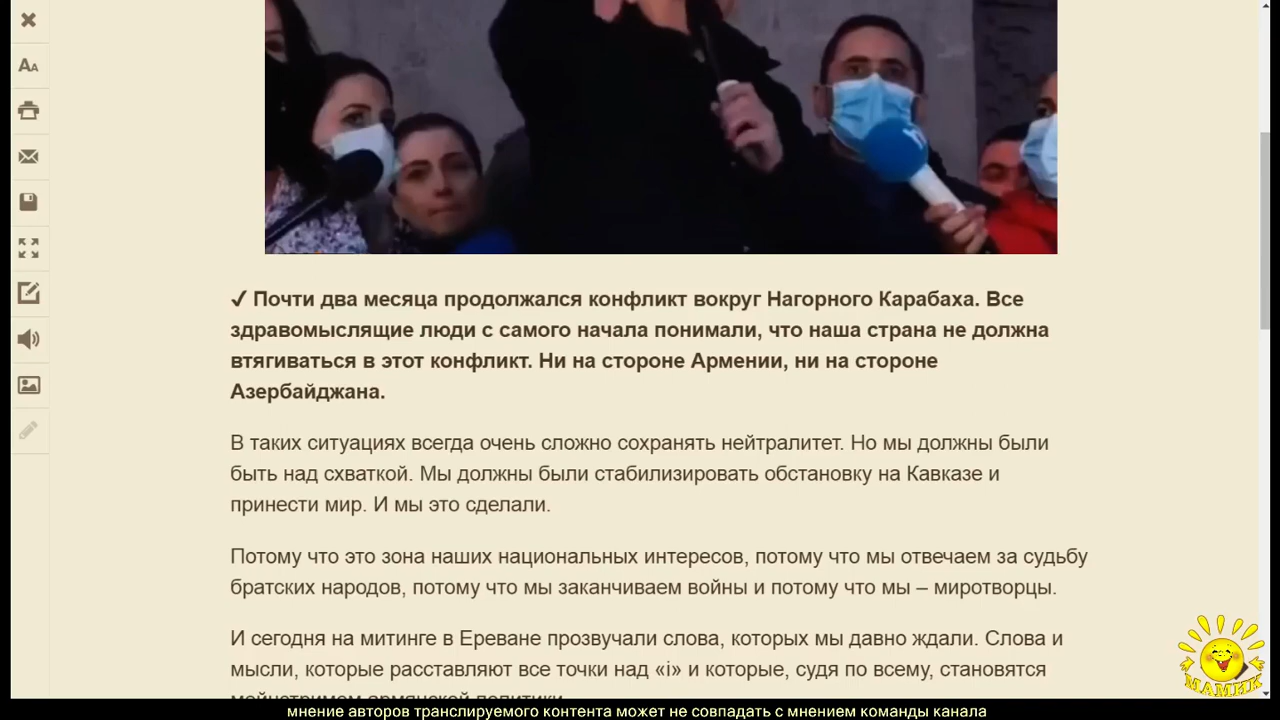 ✓ Почти два месяца продолжался конфликт вокруг Нагорного Карабаха. Все
здравомыслящие люди с самого начала понимали, что наша страна не должна
втягиваться в этот конфликт. Ни на стороне Армении, ни на стороне
Азербайджана.
В таких ситуациях всегда очень сложно сохранять нейтралитет. Но мы должны были
быть над схваткой. Мы должны были стабилизировать обстановку на Кавказе и
принести мир. И мы это сделали.
Потому что это зона наших национальных интересов, потому что мы отвечаем за судьбу
братских народов, потому что мы заканчиваем войны и потому что мы – миротворцы.
И сегодня на митинге в Ереване прозвучали слова, которых мы давно ждали. Слова и
мысли, которые расставляют все точки над «i» и которые, судя по всему, становятся
мейнстримом армянской политики
МАМИК
мнение авторов транслируемого контента может не совпадать с мнением команды канала